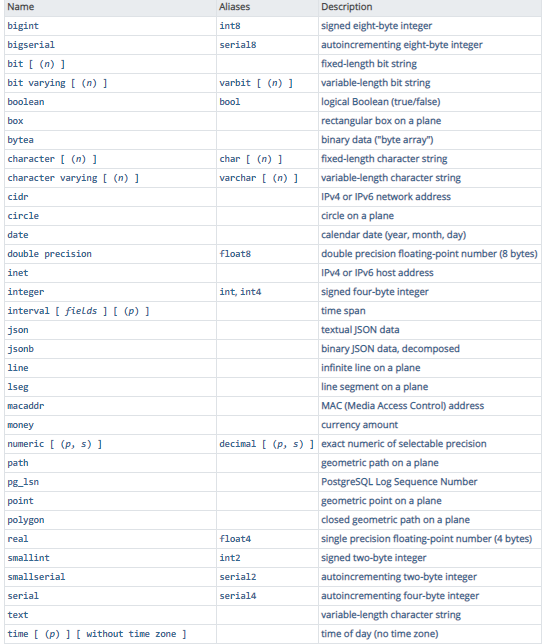 Name Aliases Description
bigint int8 signed eight-byte integer
bigserial serial8 autoincrementing eight-byte integer
bit [ (n) ] fixed-length bit string
bit varying [ (n) ] varbit [ (n) ] variable-length bit string
boolean bool logical Boolean (true/false)
box rectangular box on a plane
bytea binary data ("byte array")
character [ (n) ] char [ (n) ] fixed-length character string
character varying [ (n) ] varchar [ (n) ] variable-length character string
cidr IPv4 or IPv6 network address
circle circle on a plane
date calendar date (year, month, day)
double precision float8 double precision floating-point number (8 bytes)
inet IPv4 or IPv6 host address
integer int, int4 signed four-byte integer
interval [ fields ] [ (p) ] time span
json textual JSON data
jsonb binary JSON data, decomposed
line infinite line on a plane
lseg line segment on a plane
macaddr MAC (Media Access Control) address
money currency amount
numeric [ (p, s) ] decimal [ (p, s) ] exact numeric of selectable precision
path geometric path on a plane
pg_lsn PostgreSQL Log Sequence Number
point geometric point on a plane
polygon closed geometric path on a plane
real float4 single precision floating-point number (4 bytes)
smallint int2 signed two-byte integer
smallserial serial2 autoincrementing two-byte integer
serial serial4 autoincrementing four-byte integer
text variable-length character string
time [ (p) ] [ without time zone ] time of day (no time zone)